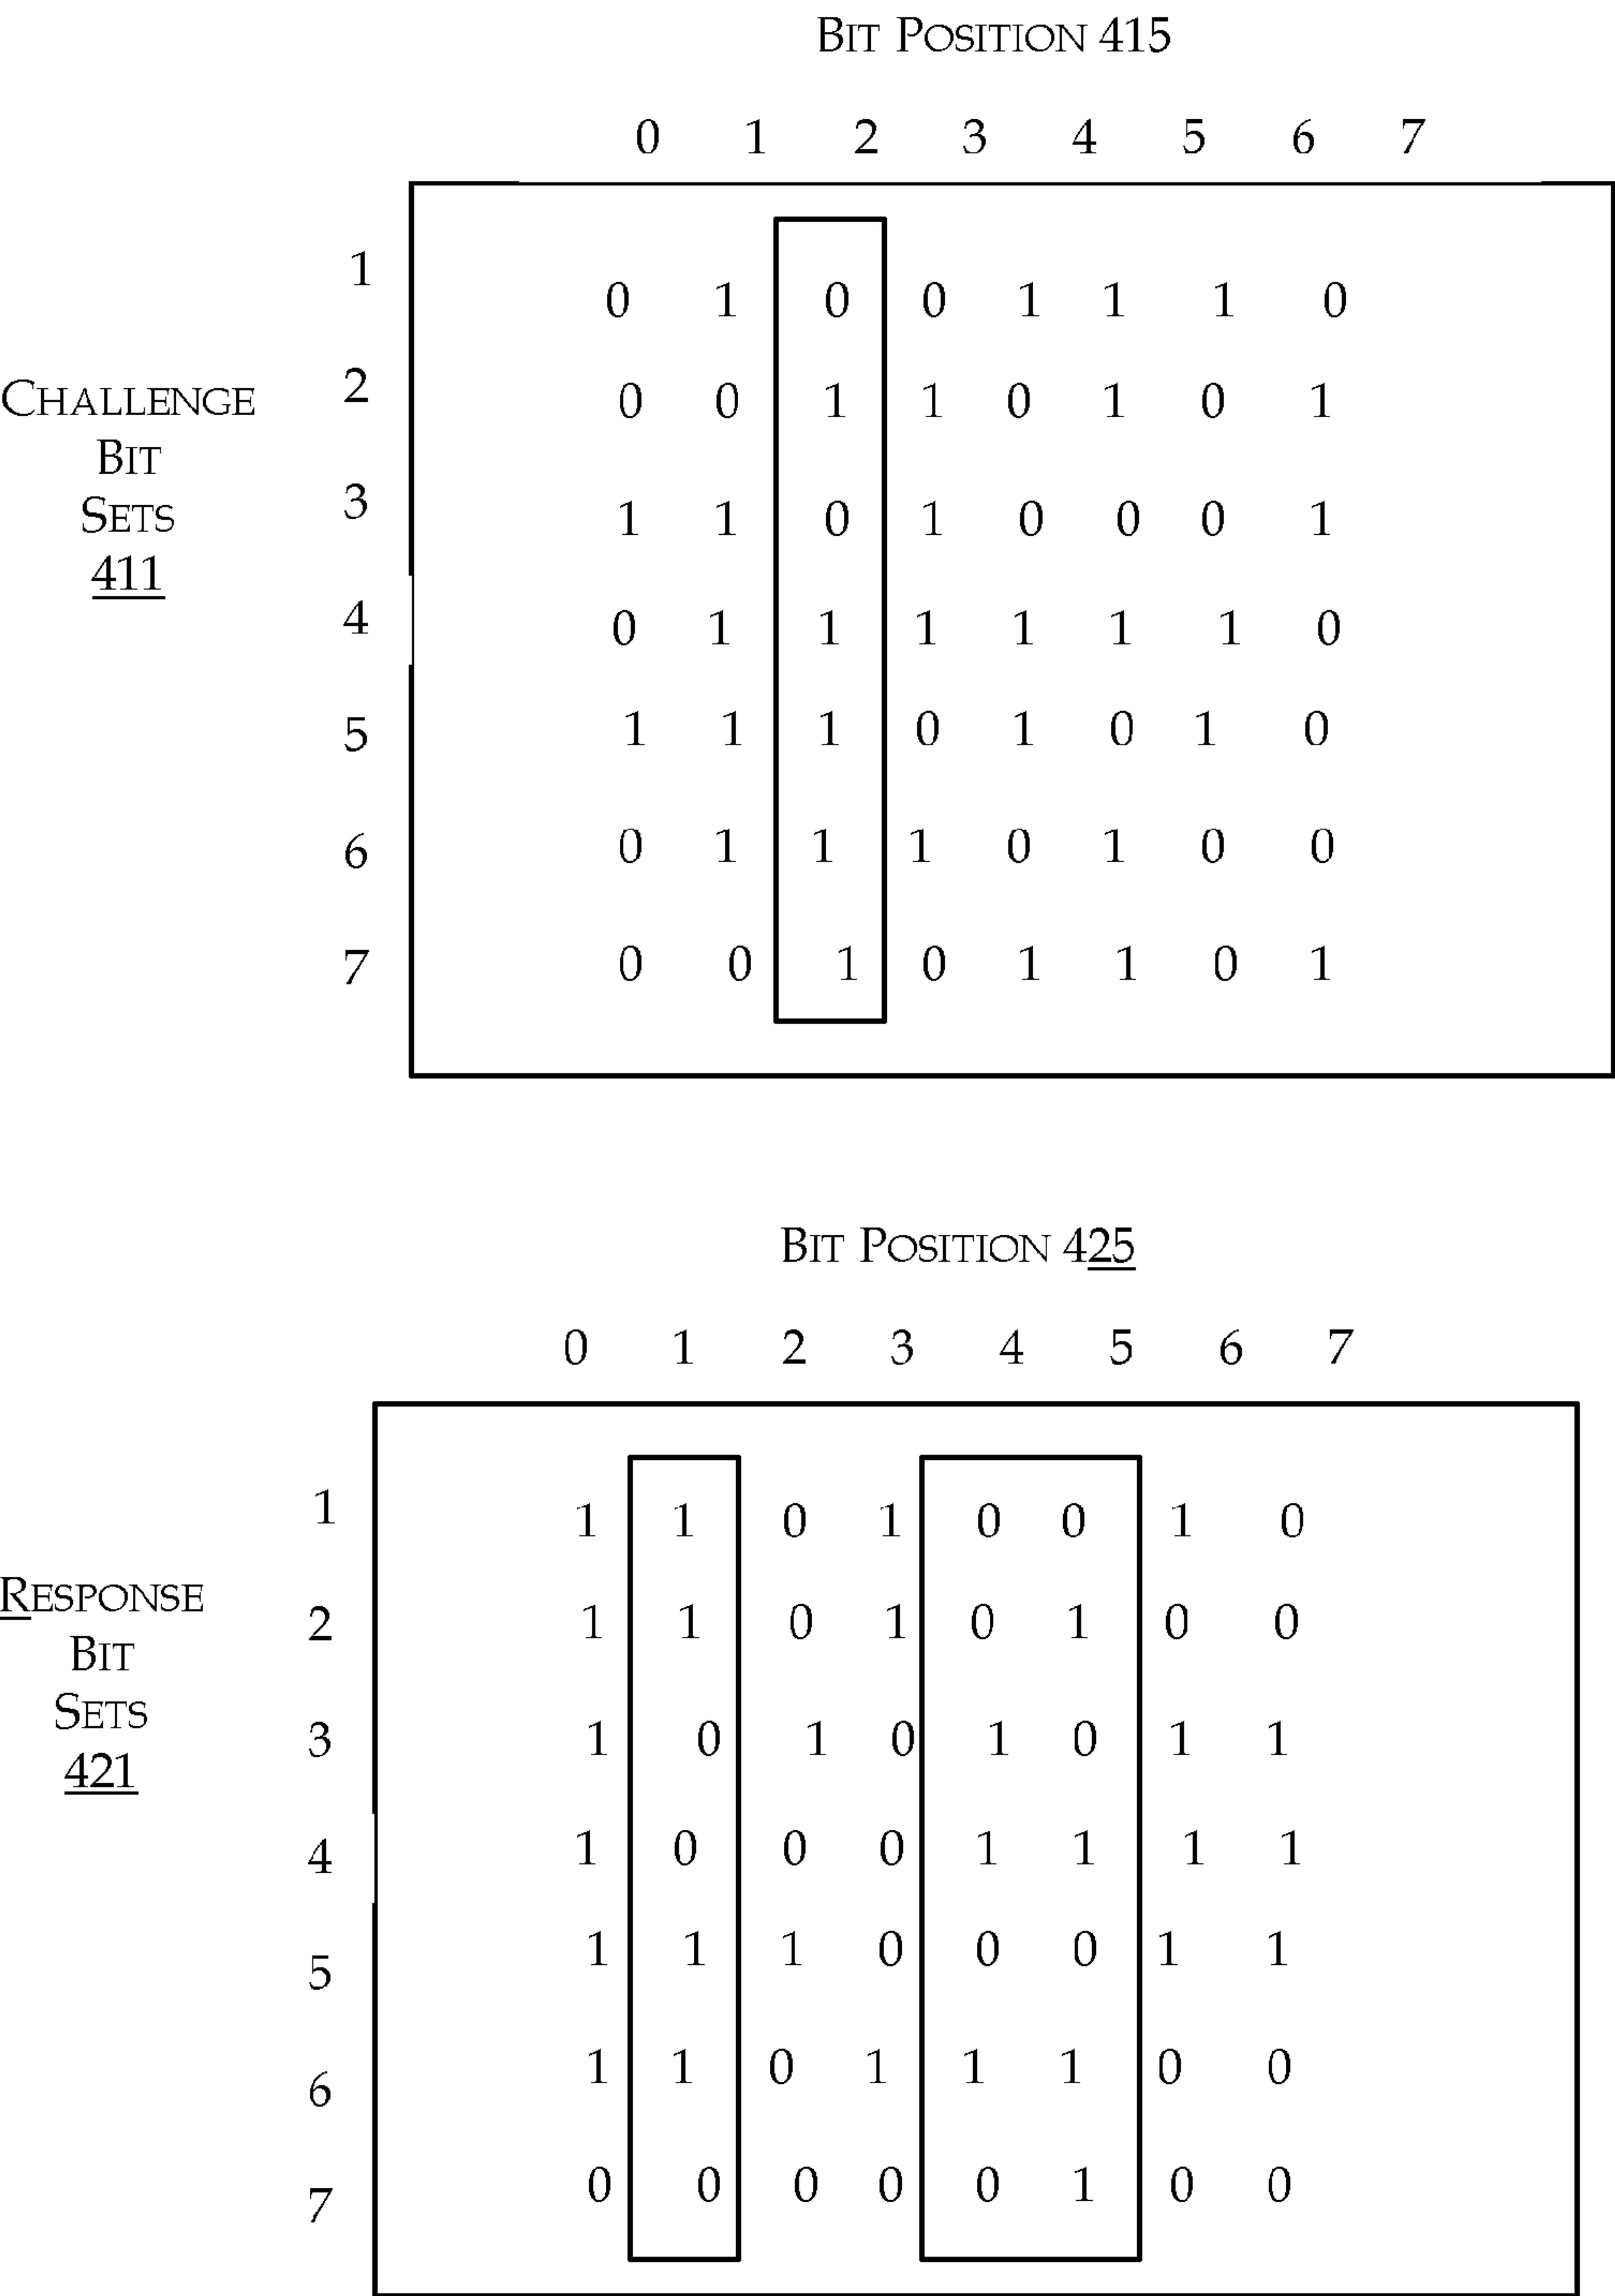 BIT POSITION 415
0 1 2 3 4 5 6 7
1 0 1 0 0 1 1 1 0
2 0 0 1 1 0 1 0 1
3 1 1 0 1 0 0 0 1
4 0 1 1 1 1 1 1 0
5 1 1 1 0 1 0 1 0
6 0 1 1 1 0 1 0 0
7 0 0 1 0 1 1 0 1
CHALLENGE
BIT
SETS
411
BIT POSITION 425
0 1 2 3 4 5 6 7
1 1 1 0 1 0 0 1 0
2 1 1 0 1 0 1 0 0
3 1 0 1 0 1 0 1 1
4 1 0 0 0 1 1 1 1
5 1 1 1 0 0 0 1 1
6 1 1 0 1 1 1 0 0
7 0 0 0 0 0 1 0 0
RESPONSE
BIT
SETS
421